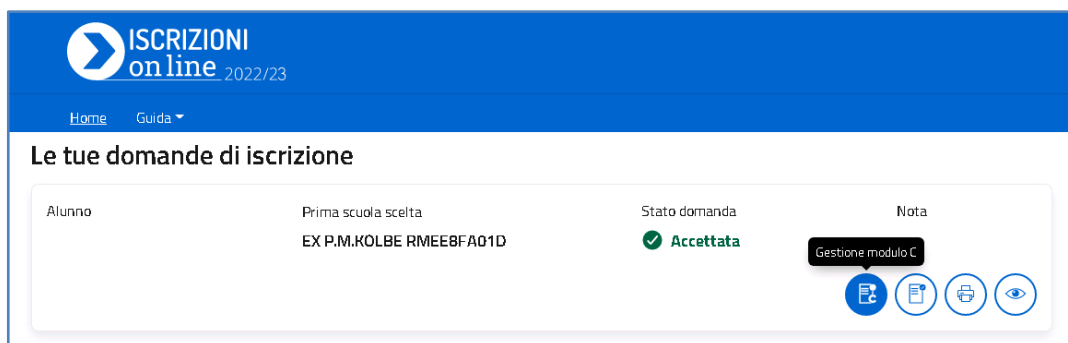 ISCRIZIONI
on line 2022/23
Home Guida
Le tue domande di iscrizione
Alunno Prima scuola scelta Stato domanda Nota
EX P.M.KOLBE RMEE8FA01D Accettata
Gestione modulo C